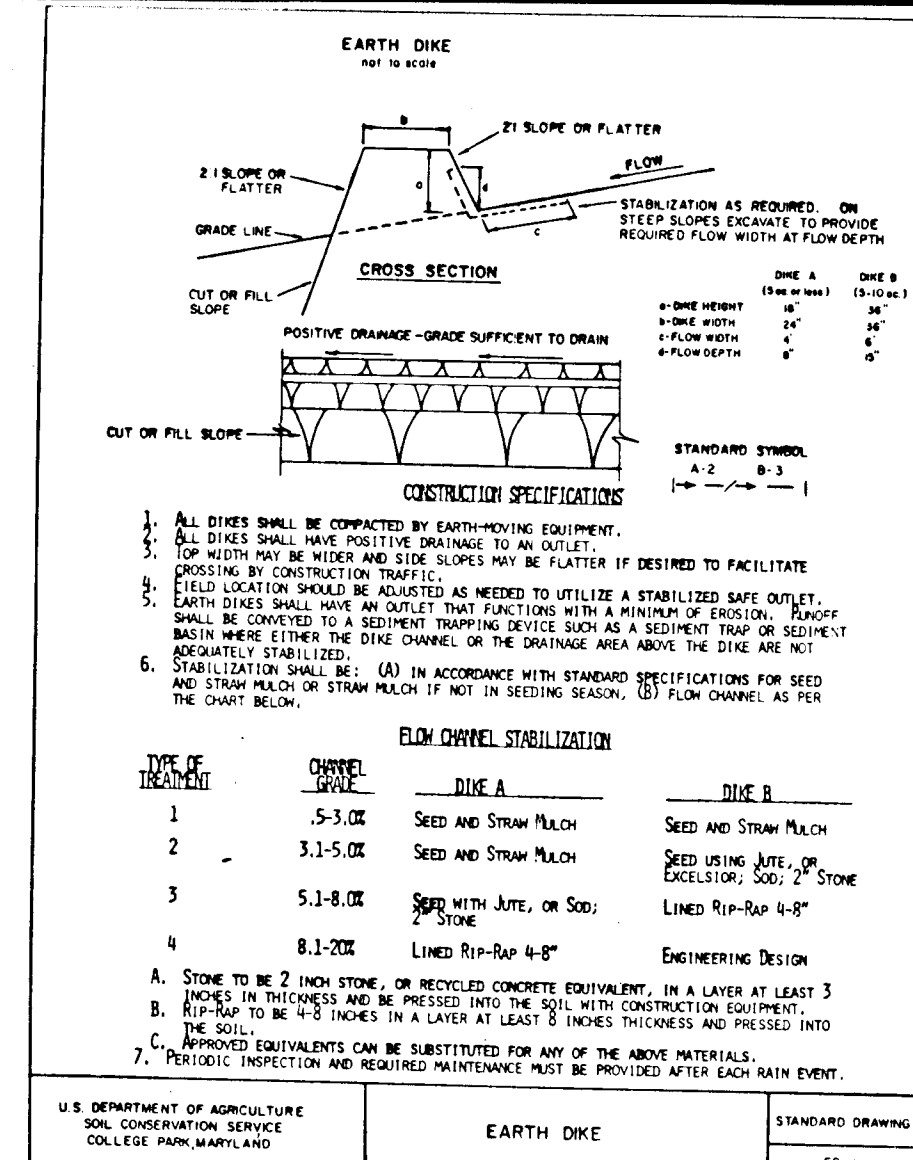 EARTH DIKE
not to scale
b
2:1 SLOPE OR FLATTER
FLOW
2:1 SLOPE OR
FLATTER
a
d
STABILIZATION AS REQUIRED. ON
STEEP SLOPES EXCAVATE TO PROVIDE
REQUIRED FLOW WIDTH AT FLOW DEPTH
GRADE LINE
c
CROSS SECTION
CUT OR FILL
SLOPE
DIKE A DIKE B
(5 ac. or less) (5-10 ac.)
a-DIKE HEIGHT 18" 36"
b-DIKE WIDTH 24" 36"
c-FLOW WIDTH 4' 6'
d-FLOW DEPTH 8" 15"
POSITIVE DRAINAGE - GRADE SUFFICIENT TO DRAIN
CUT OR FILL SLOPE
STANDARD SYMBOL
A-2 B-3
CONSTRUCTION SPECIFICATIONS
1. ALL DIKES SHALL BE COMPACTED BY EARTH-MOVING EQUIPMENT.
2. ALL DIKES SHALL HAVE POSITIVE DRAINAGE TO AN OUTLET.
3. TOP WIDTH MAY BE WIDER AND SIDE SLOPES MAY BE FLATTER IF DESIRED TO FACILITATE
CROSSING BY CONSTRUCTION TRAFFIC.
4. FIELD LOCATION SHOULD BE ADJUSTED AS NEEDED TO UTILIZE A STABILIZED SAFE OUTLET.
5. EARTH DIKES SHALL HAVE AN OUTLET THAT FUNCTIONS WITH A MINIMUM OF EROSION. RUNOFF
SHALL BE CONVEYED TO A SEDIMENT TRAPPING DEVICE SUCH AS A SEDIMENT TRAP OR SEDIMENT
BASIN WHERE EITHER THE DIKE CHANNEL OR THE DRAINAGE AREA ABOVE THE DIKE ARE NOT
ADEQUATELY STABILIZED.
6. STABILIZATION SHALL BE: (A) IN ACCORDANCE WITH STANDARD SPECIFICATIONS FOR SEED
AND STRAW MULCH OR STRAW MULCH IF NOT IN SEEDING SEASON, (B) FLOW CHANNEL AS PER
THE CHART BELOW.
FLOW CHANNEL STABILIZATION
TYPE OF TREATMENT CHANNEL GRADE DIKE A DIKE B
1 .5-3.0% SEED AND STRAW MULCH SEED AND STRAW MULCH
2 3.1-5.0% SEED AND STRAW MULCH SEED USING JUTE, OR
EXCELSIOR; SOD; 2" STONE
3 5.1-8.0% SEED WITH JUTE, OR SOD; LINED RIP-RAP 4-8"
2" STONE
4 8.1-20% LINED RIP-RAP 4-8" ENGINEERING DESIGN
A. STONE TO BE 2 INCH STONE, OR RECYCLED CONCRETE EQUIVALENT, IN A LAYER AT LEAST 3
INCHES IN THICKNESS AND BE PRESSED INTO THE SOIL WITH CONSTRUCTION EQUIPMENT.
B. RIP-RAP TO BE 4-8 INCHES IN A LAYER AT LEAST 8 INCHES THICKNESS AND PRESSED INTO
THE SOIL.
C. APPROVED EQUIVALENTS CAN BE SUBSTITUTED FOR ANY OF THE ABOVE MATERIALS.
7. PERIODIC INSPECTION AND REQUIRED MAINTENANCE MUST BE PROVIDED AFTER EACH RAIN EVENT.
U.S. DEPARTMENT OF AGRICULTURE
SOIL CONSERVATION SERVICE
COLLEGE PARK, MARYLAND
EARTH DIKE
STANDARD DRAWING